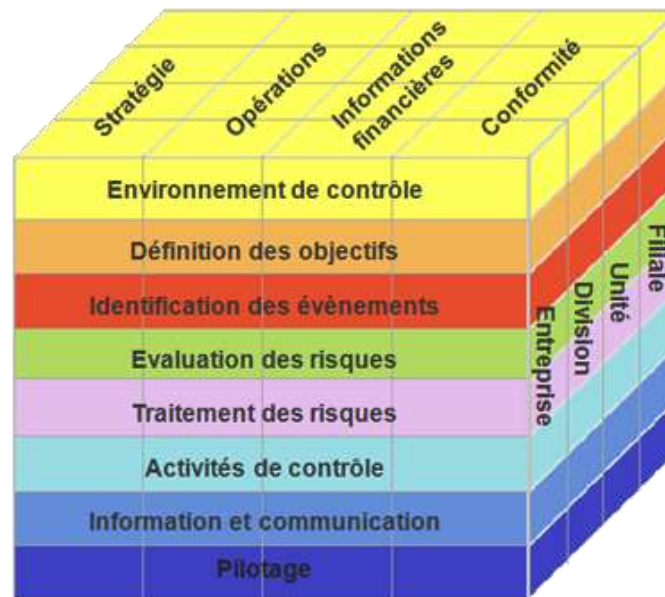 Stratégie
Opérations
Informations
financières
Conformité
Environnement de contrôle
Définition des objectifs
Identification des évènements
Evaluation des risques
Traitement des risques
Activités de contrôle
Information et communication
Pilotage
Entreprise
Division
Unité
Filiale